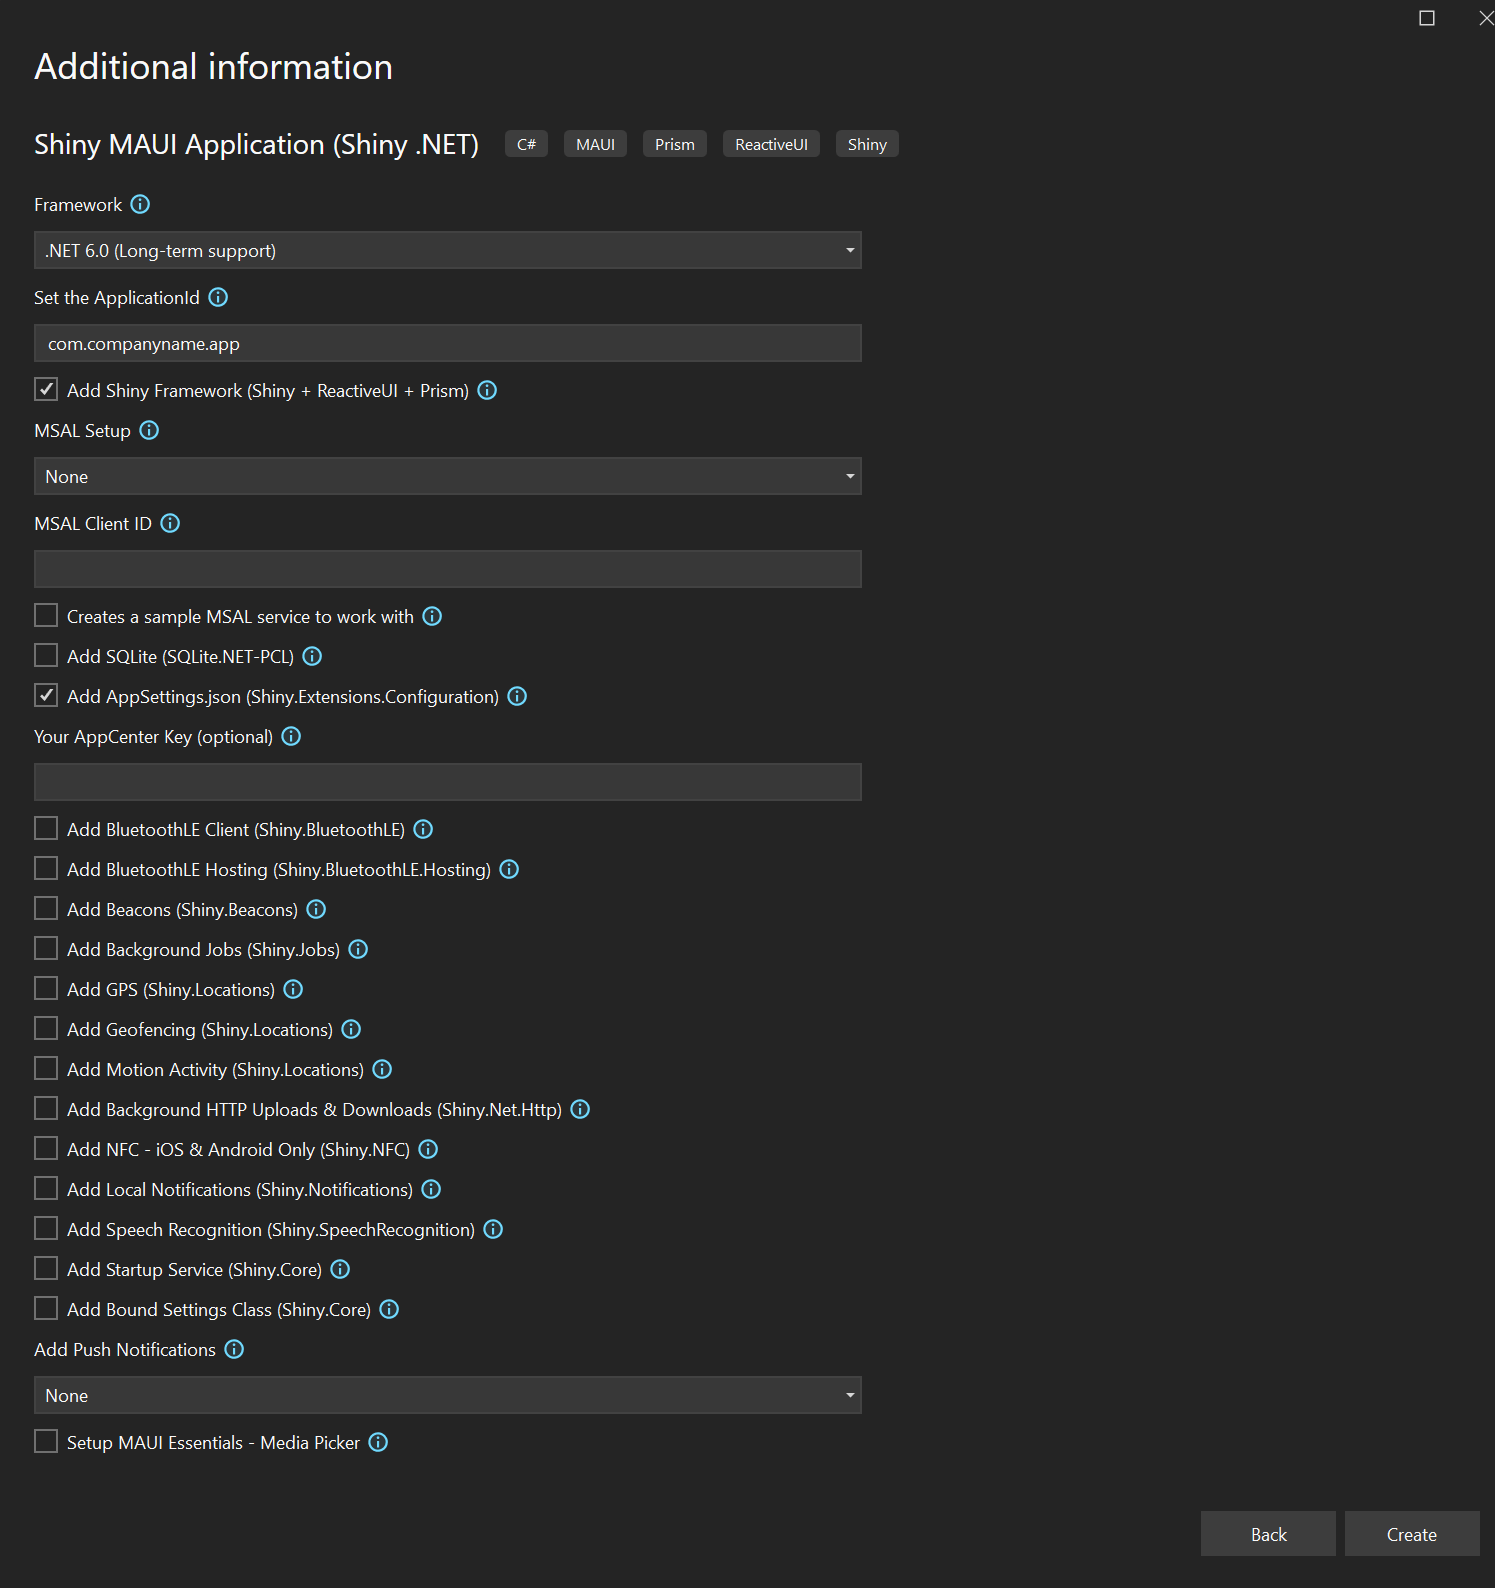 Additional information
Shiny MAUI Application (Shiny .NET) C# MAUI Prism ReactiveUI Shiny
Framework
.NET 6.0 (Long-term support)
Set the ApplicationId
com.companyname.app
Add Shiny Framework (Shiny + ReactiveUI + Prism)
MSAL Setup
None
MSAL Client ID
Creates a sample MSAL service to work with
Add SQLite (SQLite.NET-PCL)
Add AppSettings.json (Shiny.Extensions.Configuration)
Your AppCenter Key (optional)
Add BluetoothLE Client (Shiny.BluetoothLE)
Add BluetoothLE Hosting (Shiny.BluetoothLE.Hosting)
Add Beacons (Shiny.Beacons)
Add Background Jobs (Shiny.Jobs)
Add GPS (Shiny.Locations)
Add Geofencing (Shiny.Locations)
Add Motion Activity (Shiny.Locations)
Add Background HTTP Uploads & Downloads (Shiny.Net.Http)
Add NFC - iOS & Android Only (Shiny.NFC)
Add Local Notifications (Shiny.Notifications)
Add Speech Recognition (Shiny.SpeechRecognition)
Add Startup Service (Shiny.Core)
Add Bound Settings Class (Shiny.Core)
Add Push Notifications
None
Setup MAUI Essentials - Media Picker
Back Create